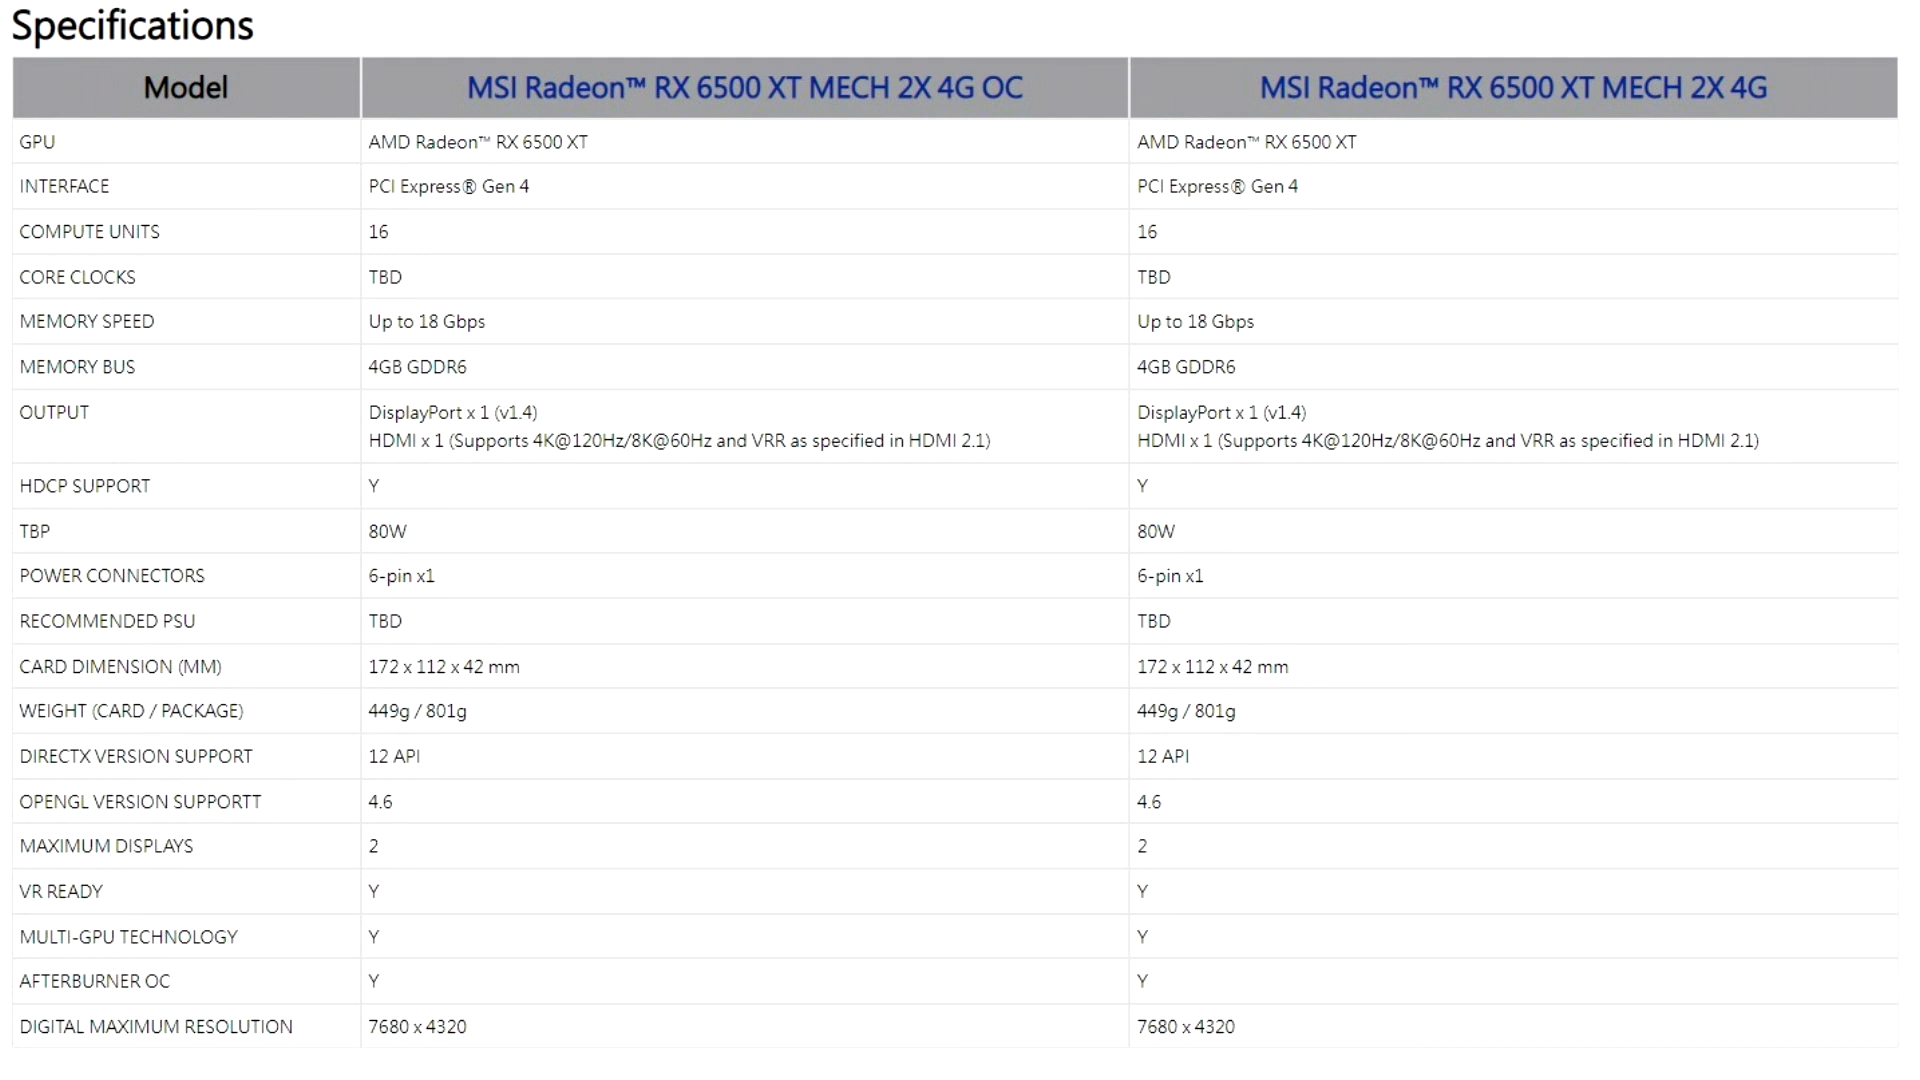 Specifications
Model MSI Radeon™ RX 6500 XT MECH 2X 4G OC MSI Radeon™ RX 6500 XT MECH 2X 4G
GPU AMD Radeon™ RX 6500 XT AMD Radeon™ RX 6500 XT
INTERFACE PCI Express® Gen 4 PCI Express® Gen 4
COMPUTE UNITS 16 16
CORE CLOCKS TBD TBD
MEMORY SPEED Up to 18 Gbps Up to 18 Gbps
MEMORY BUS 4GB GDDR6 4GB GDDR6
OUTPUT DisplayPort x 1 (v1.4) DisplayPort x 1 (v1.4)
HDMI x 1 (Supports 4K@120Hz/8K@60Hz and VRR as specified in HDMI 2.1) HDMI x 1 (Supports 4K@120Hz/8K@60Hz and VRR as specified in HDMI 2.1)
HDCP SUPPORT Y Y
TBP 80W 80W
POWER CONNECTORS 6-pin x1 6-pin x1
RECOMMENDED PSU TBD TBD
CARD DIMENSION (MM) 172 x 112 x 42 mm 172 x 112 x 42 mm
WEIGHT (CARD / PACKAGE) 449g / 801g 449g / 801g
DIRECTX VERSION SUPPORT 12 API 12 API
OPENGL VERSION SUPPORTT 4.6 4.6
MAXIMUM DISPLAYS 2 2
VR READY Y Y
MULTI-GPU TECHNOLOGY Y Y
AFTERBURNER OC Y Y
DIGITAL MAXIMUM RESOLUTION 7680 x 4320 7680 x 4320